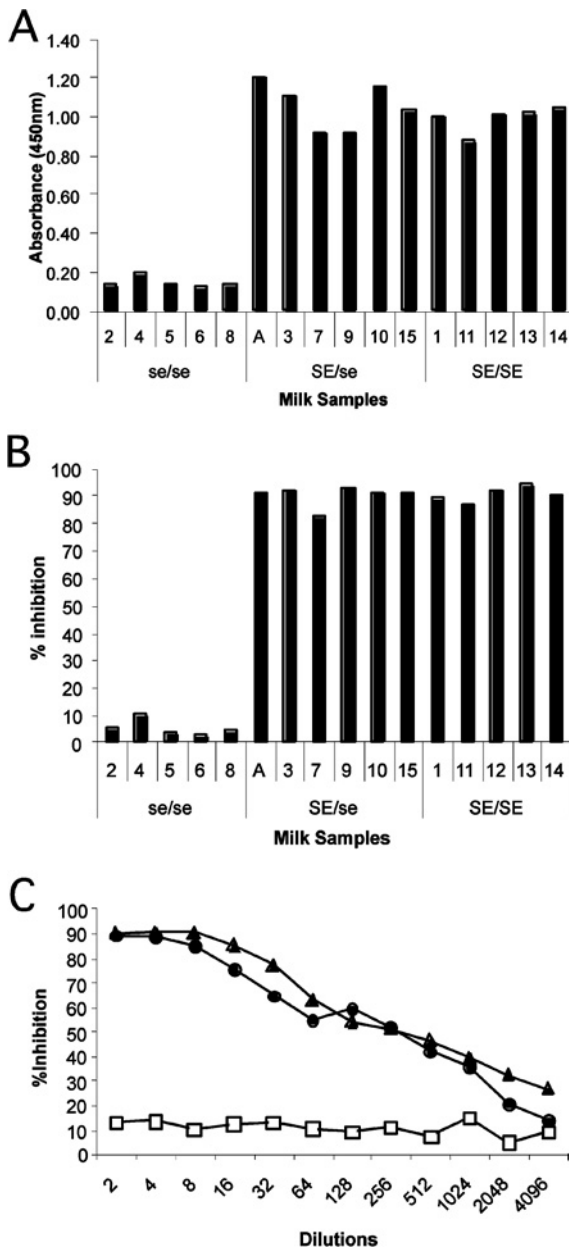 A
Absorbance (450nm)
1.40
1.20
1.00
0.80
0.60
0.40
0.20
0.00
2 4 5 6 8 A 3 7 9 10 15 1 11 12 13 14
se/se SE/se SE/SE
Milk Samples
B
% inhibition
100
90
80
70
60
50
40
30
20
10
0
2 4 5 6 8 A 3 7 9 10 15 1 11 12 13 14
se/se SE/se SE/SE
Milk Samples
C
%Inhibition
100
90
80
70
60
50
40
30
20
10
0
2 4 8 16 32 64 128 256 512 1024 2048 4096
Dilutions